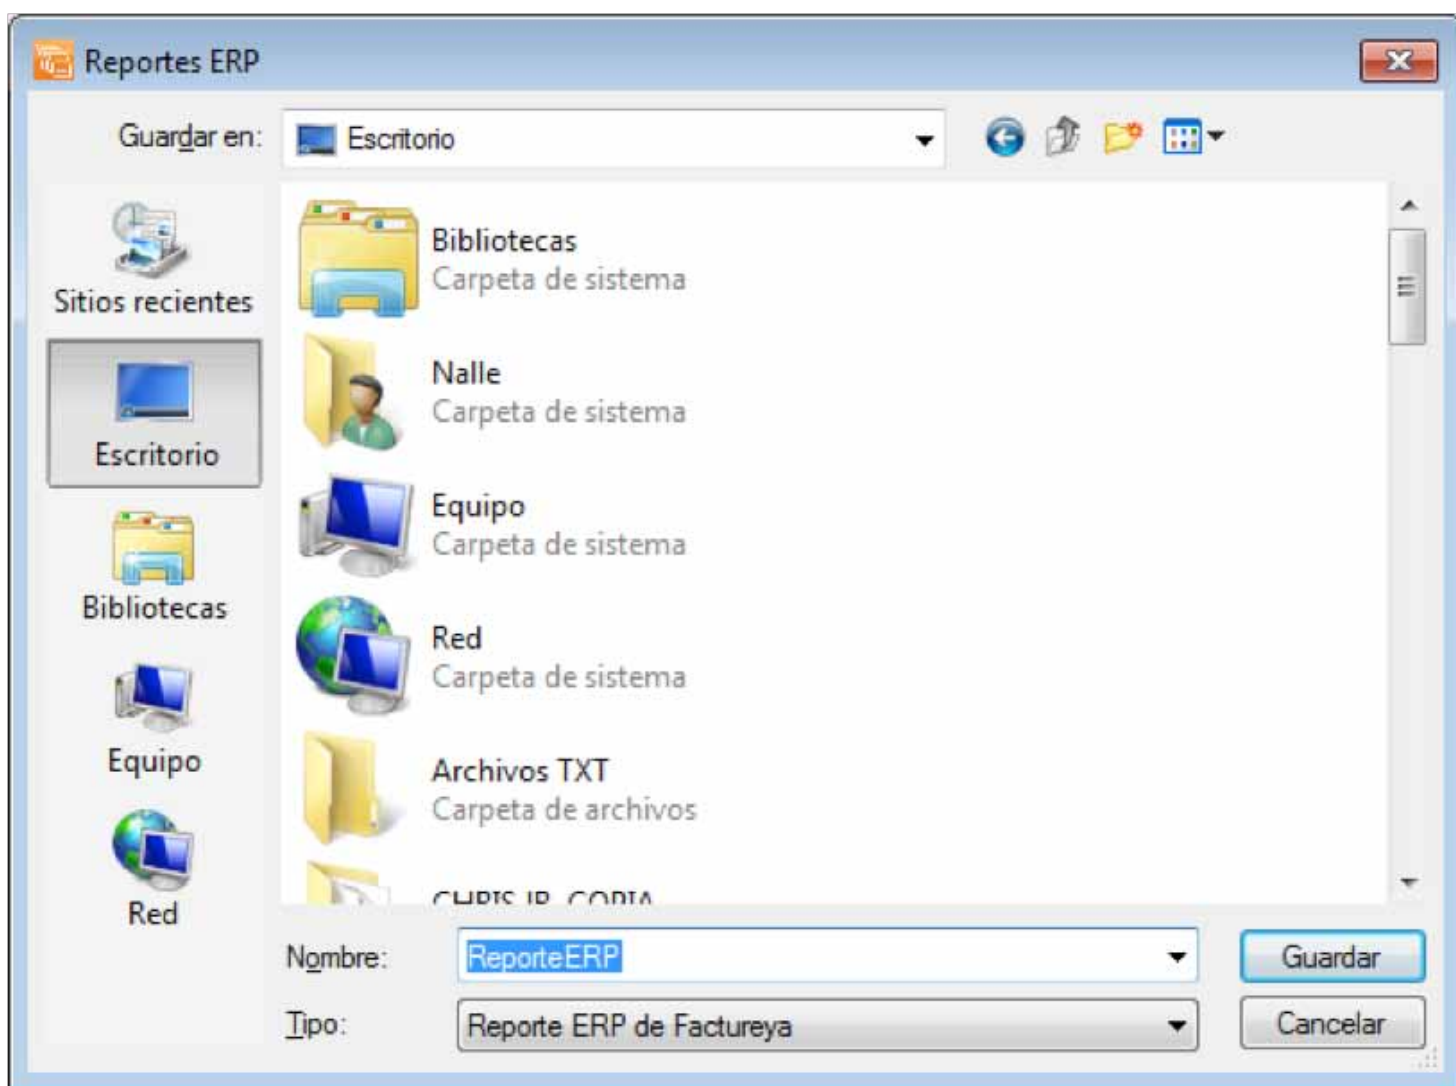 Reportes ERP
Guardar en:
Escritorio
Sitios recientes
Escritorio
Bibliotecas
Equipo
Red
Bibliotecas
Carpeta de sistema
Nalle
Carpeta de sistema
Equipo
Carpeta de sistema
Red
Carpeta de sistema
Archivos TXT
Carpeta de archivos
Nombre:
ReporteERP
Guardar
Tipo:
Reporte ERP de Factureya
Cancelar